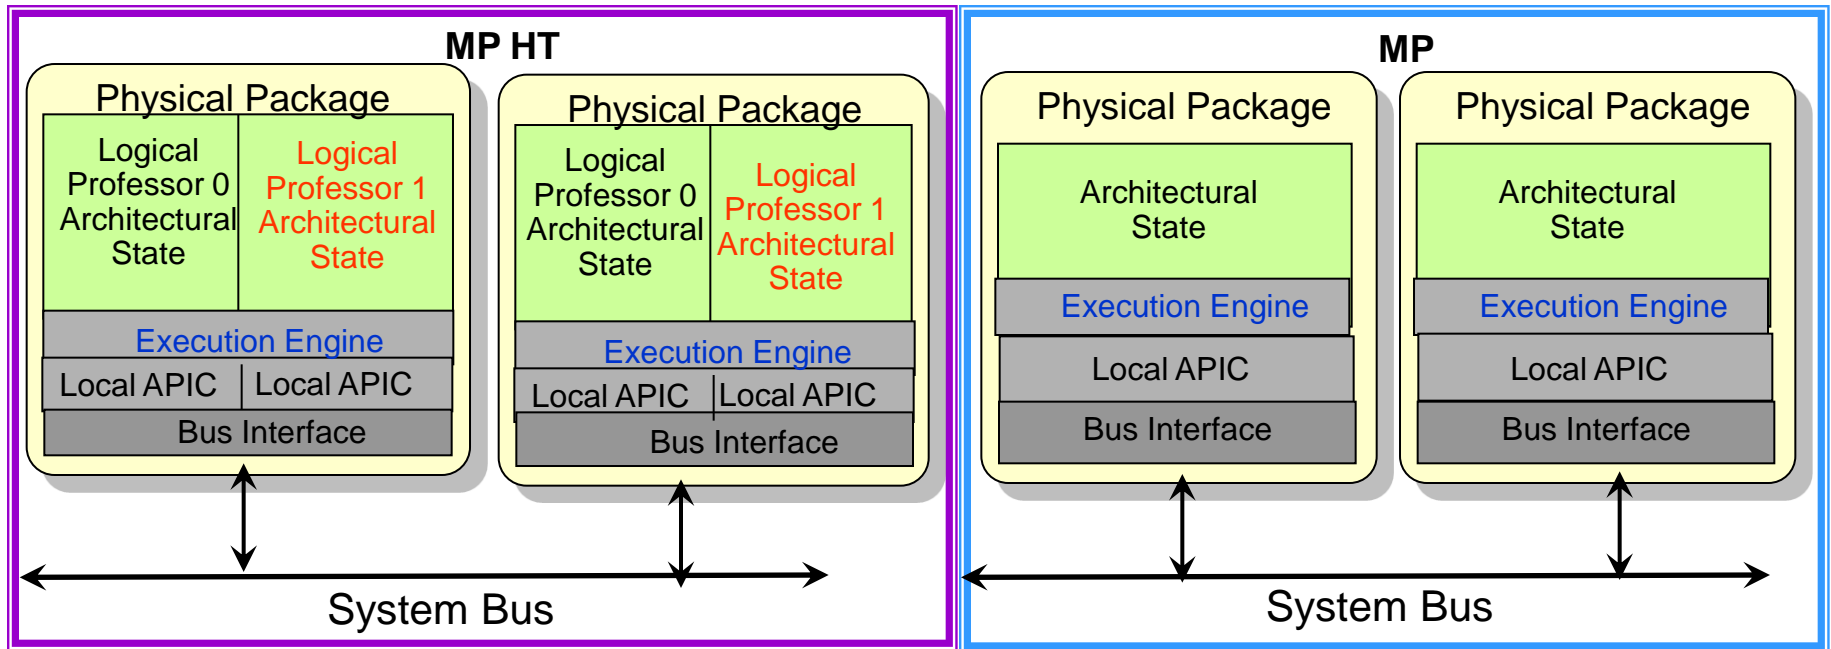 MP HT
Physical Package
Logical
Professor 0
Architectural
State
Logical
Professor 1
Architectural
State
Execution Engine
Local APIC
Local APIC
Bus Interface
Physical Package
Logical
Professor 0
Architectural
State
Logical
Professor 1
Architectural
State
Execution Engine
Local APIC
Local APIC
Bus Interface
System Bus
MP
Physical Package
Architectural
State
Execution Engine
Local APIC
Bus Interface
Physical Package
Architectural
State
Execution Engine
Local APIC
Bus Interface
System Bus